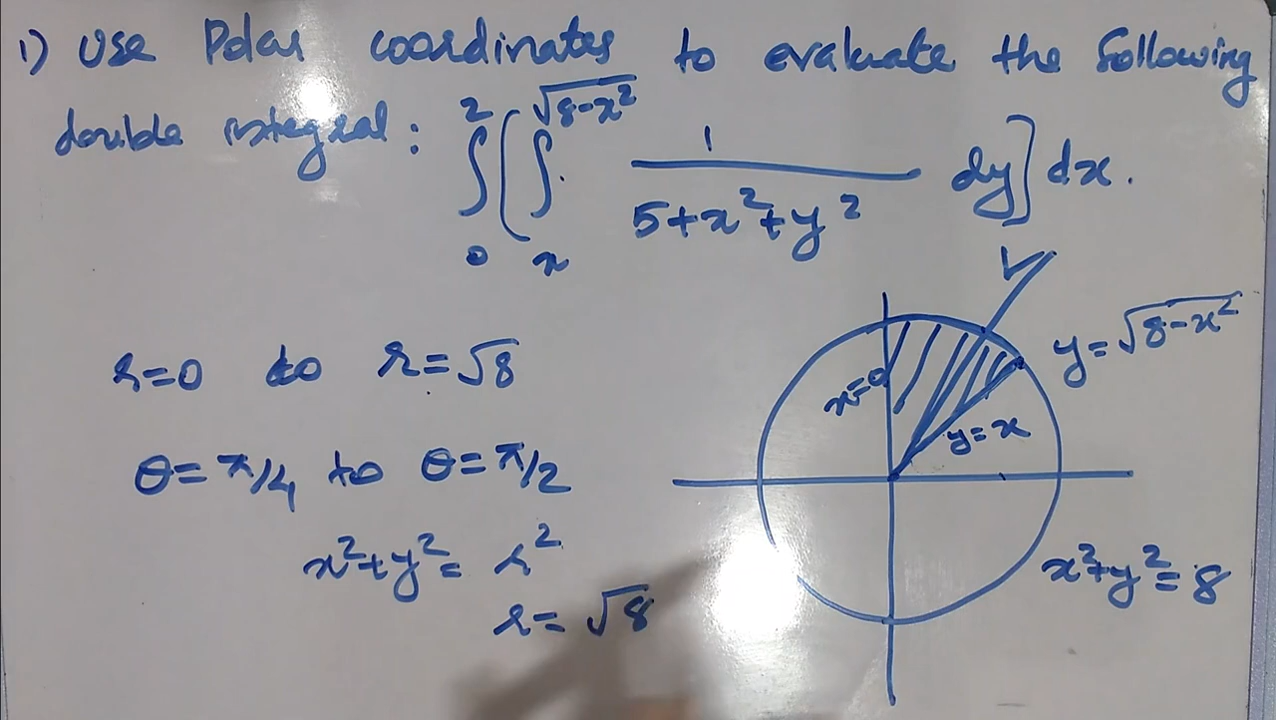 1) Use Polar coordinates to evaluate the following
double integral: ∫₀² [∫ₓ^√(8-x²) 1/(5+x²+y²) dy] dx.
r=0 to r=√8
θ=π/4 to θ=π/2
x²+y²= r²
r= √8
y=√(8-x²)
x=0
y=x
x²+y²=8